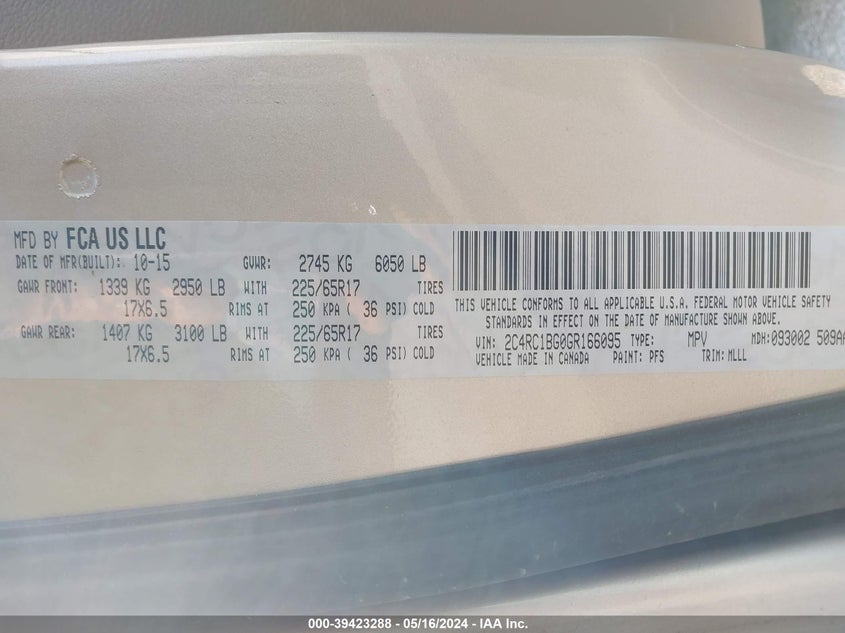 MFD BY FCA US LLC
DATE OF MFR(BUILT): 10-15 GVWR: 2745 KG 6050 LB
GAWR FRONT: 1339 KG 2950 LB WITH 225/65R17 TIRES
17X6.5 RIMS AT 250 KPA ( 36 PSI) COLD
GAWR REAR: 1407 KG 3100 LB WITH 225/65R17 TIRES
17X6.5 RIMS AT 250 KPA ( 36 PSI) COLD
THIS VEHICLE CONFORMS TO ALL APPLICABLE U.S.A. FEDERAL MOTOR VEHICLE SAFETY
STANDARDS IN EFFECT ON THE DATE OF MANUFACTURE SHOWN ABOVE.
VIN: 2C4RC1BG0GR166095 TYPE: MPV MDH:093002 509AA
VEHICLE MADE IN CANADA PAINT: PFS TRIM: MLLL
000-39423288 - 05/16/2024 - IAA Inc.